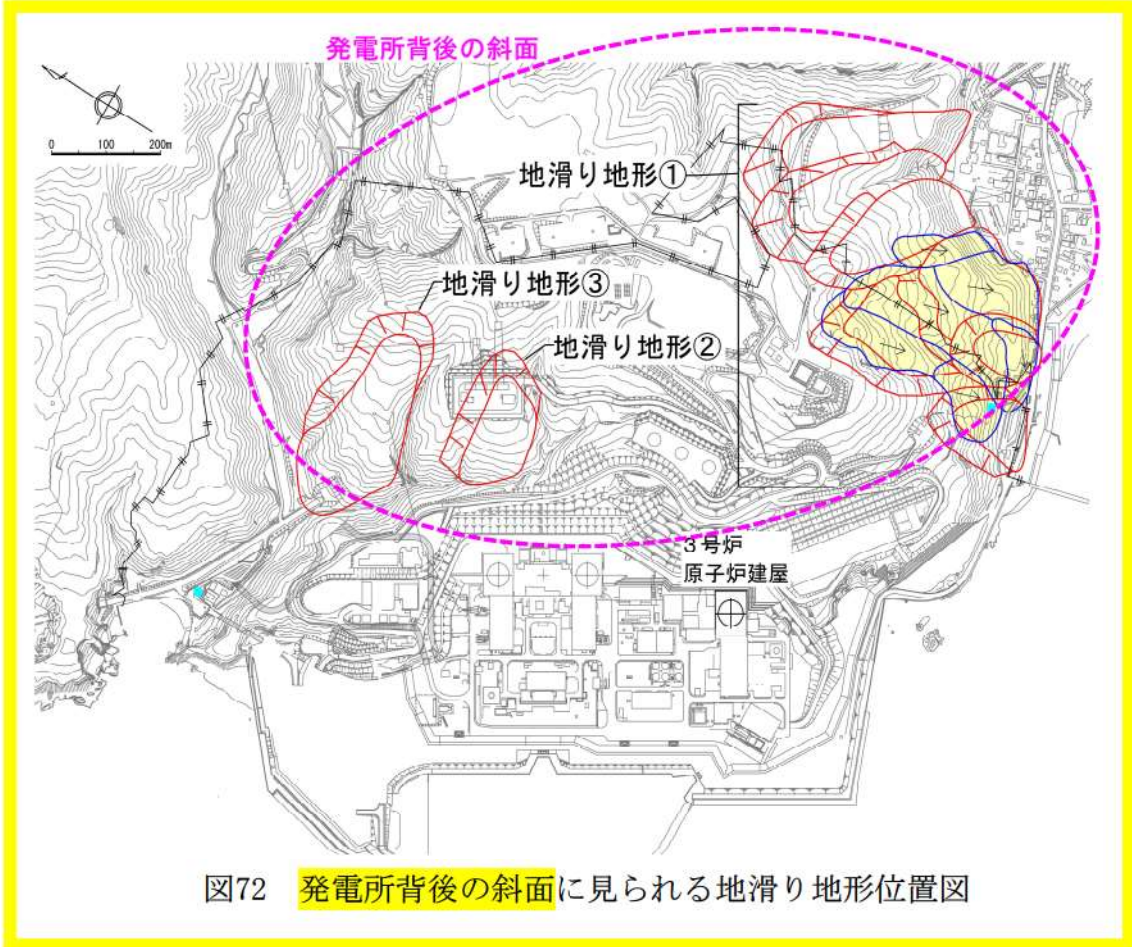 発電所背後の斜面
0 100 200m
地滑り地形①
地滑り地形③
地滑り地形②
3号炉
原子炉建屋
図72 発電所背後の斜面に見られる地滑り地形位置図